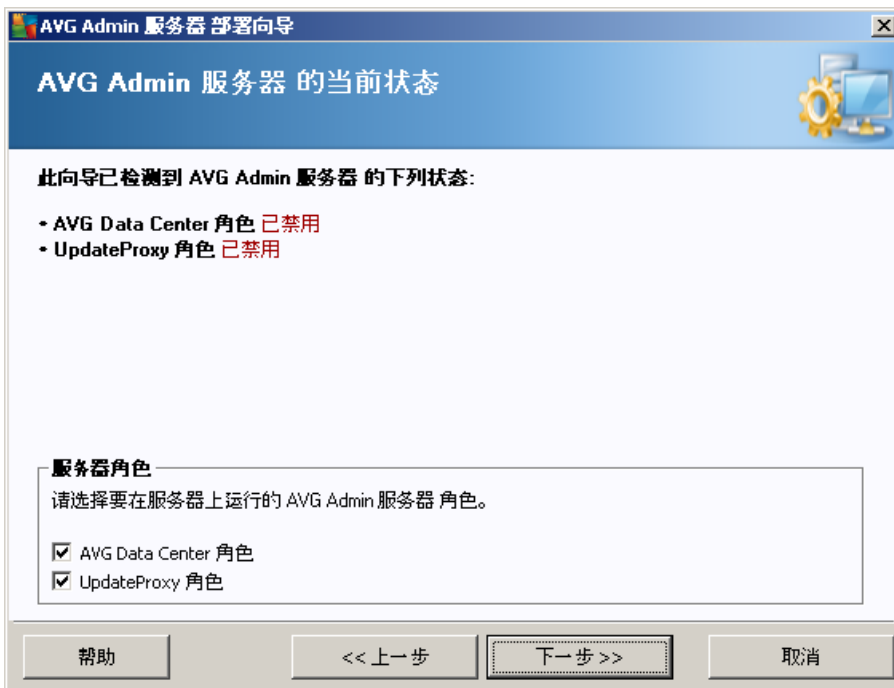 AVG Admin 服务器 部署向导
AVG Admin 服务器 的当前状态
此向导已检测到 AVG Admin 服务器 的下列状态:
• AVG Data Center 角色 已禁用
• UpdateProxy 角色 已禁用
服务器角色
请选择要在服务器上运行的 AVG Admin 服务器 角色。
AVG Data Center 角色
UpdateProxy 角色
帮助
<< 上一步
下一步 >>
取消